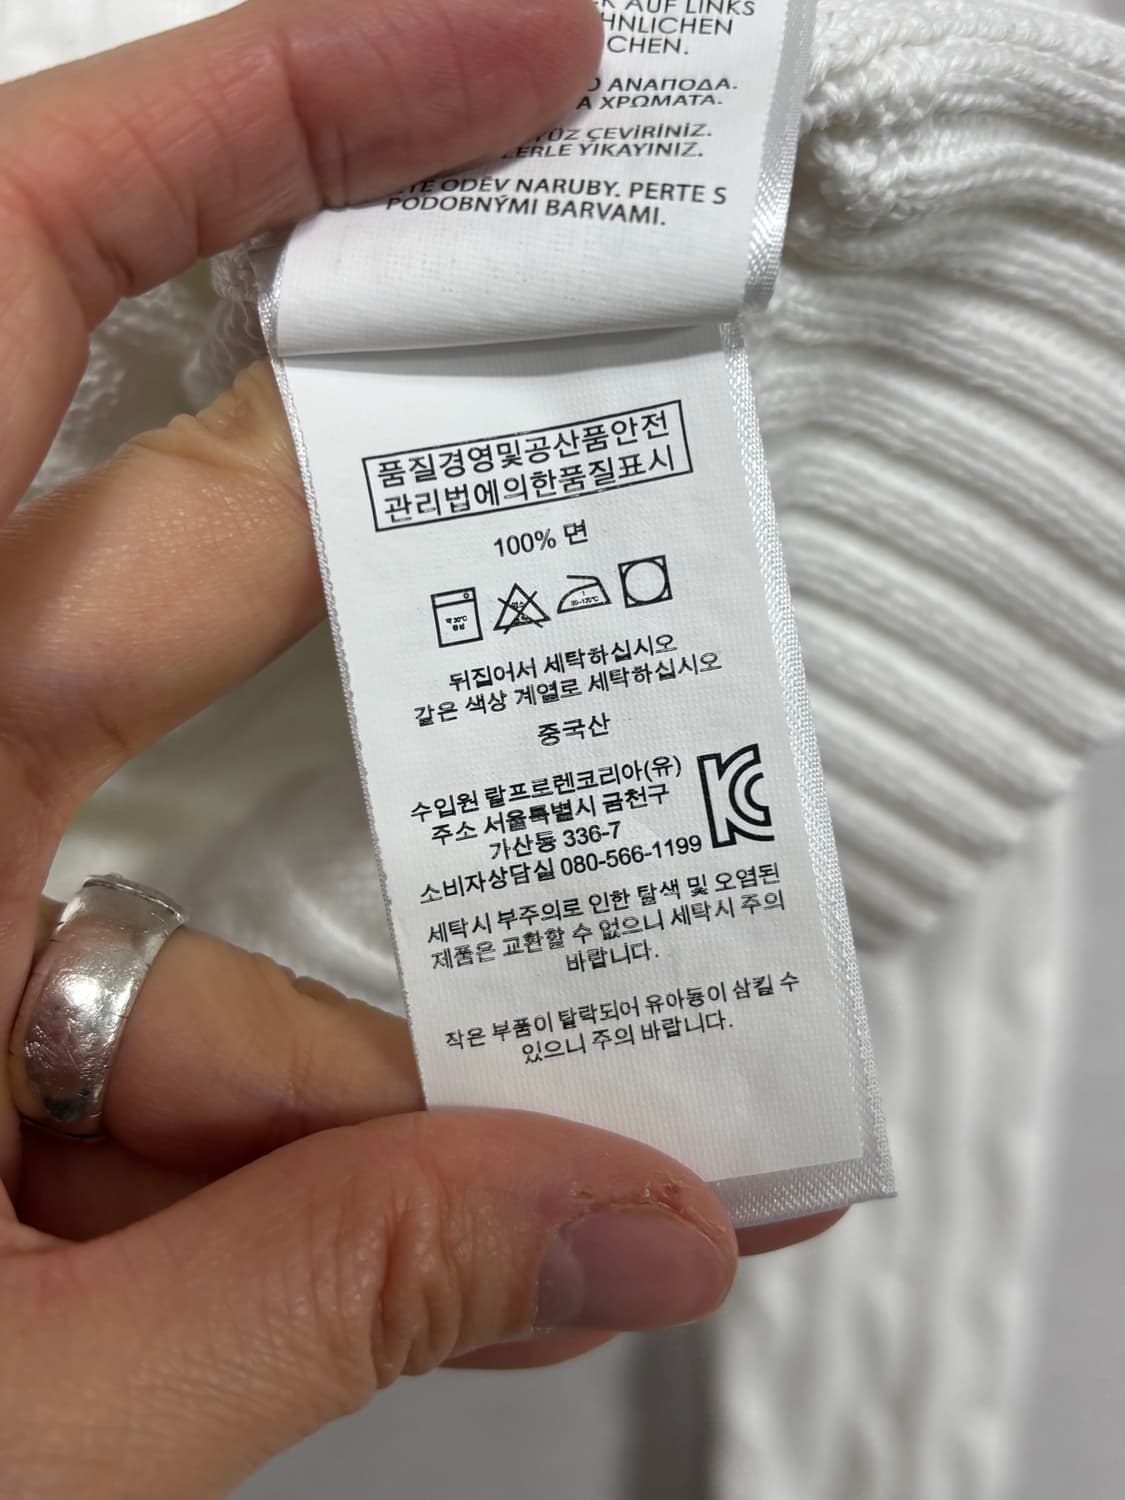 AUF LINKS
HNLICHEN
CHEN.
ΑΝΑΠΟΔΑ.
Α ΧΡΩΜΑΤΑ.
YÜZ ÇEVİRİNİZ.
LERLE YIKAYINIZ.
ODĚV NARUBY. PERTE S
PODOBNÝMI BARVAMI.
품질경영및공산품안전
관리법에의한품질표시
100% 면
약 30℃
중성
뒤집어서 세탁하십시오
같은 색상 계열로 세탁하십시오
중국산
수입원 랄프로렌코리아(유)
주소 서울특별시 금천구
가산동 336-7
소비자상담실 080-566-1199
세탁시 부주의로 인한 탈색 및 오염된
제품은 교환할 수 없으니 세탁시 주의
바랍니다.
작은 부품이 탈락되어 유아동이 삼킬 수
있으니 주의 바랍니다.